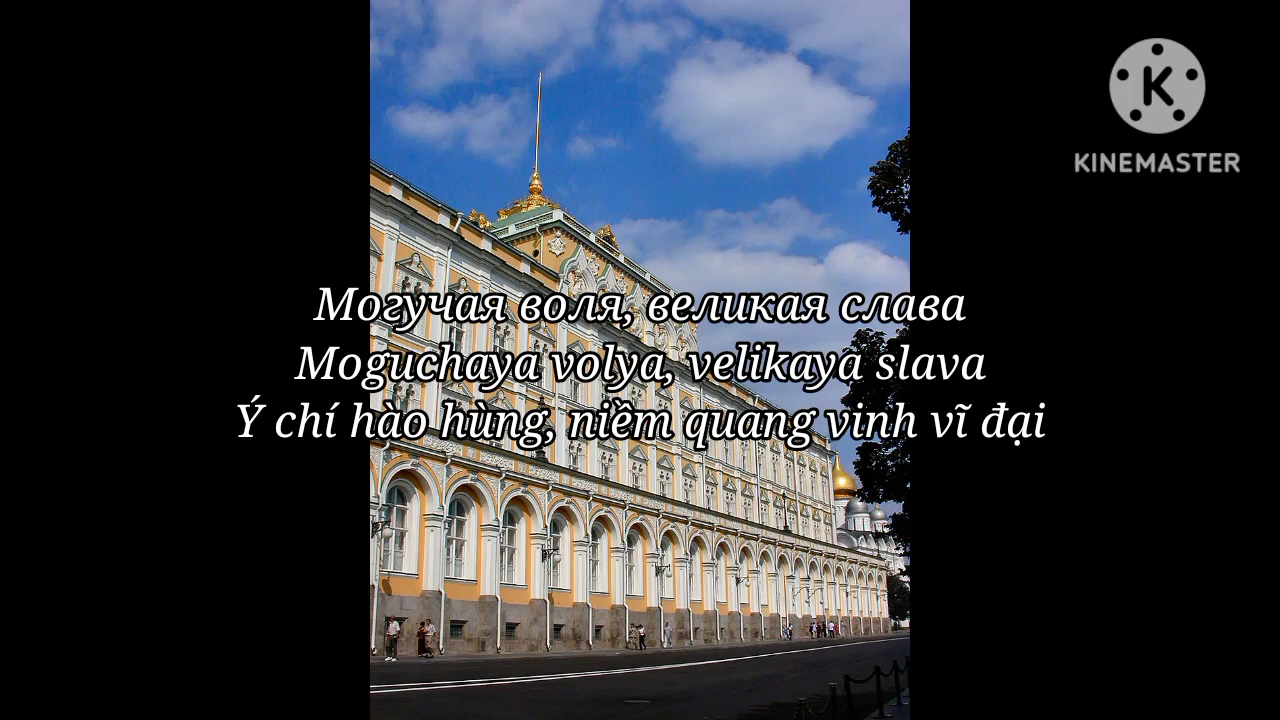 KINEMASTER
Могучая воля, великая слава
Moguchaya volya, velikaya slava
Ý chí hào hùng, niềm quang vinh vĩ đại